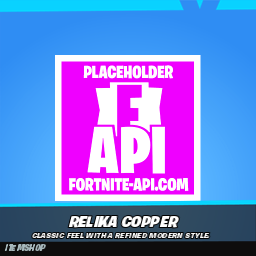 PLACEHOLDER
F
API
FORTNITE-API.COM
RELIKA COPPER
CLASSIC FEEL WITH A REFINED MODERN STYLE.
ITEMSHOP